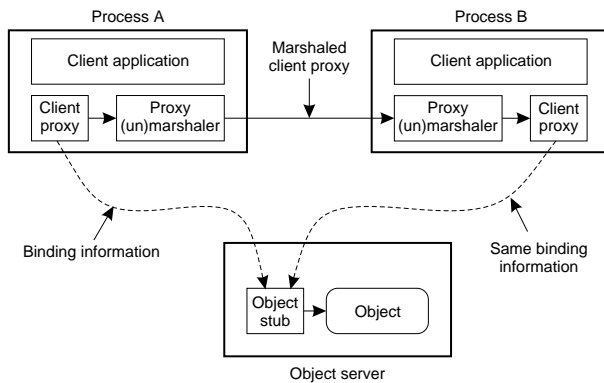 Process A
Process B
Client application
Marshaled
client proxy
Client application
Client
proxy
Proxy
(un)marshaler
Proxy
(un)marshaler
Client
proxy
Binding information
Same binding
information
Object
stub
Object
Object server